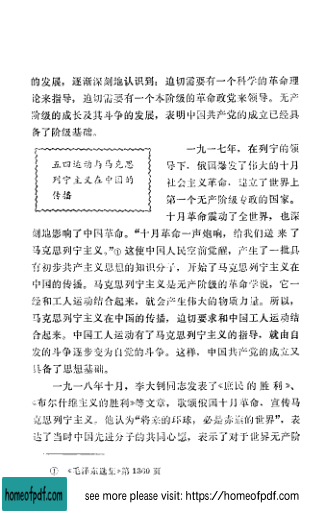 的发展，逐渐深刻地认识到，迫切需要有一个科学的革命理
论来指导，迫切需要有一个本阶级的革命政党来领导。无产
阶级的成长及其斗争的发展，表明中国共产党的成立已经具
备了阶级基础。
五四运动与马克思
列宁主义在中国的
传播
一九一七年，在列宁的领
导下，俄国爆发了伟大的十月
社会主义革命，建立了世界上
第一个无产阶级专政的国家。
十月革命震动了全世界，也深
刻地影响了中国革命。“十月革命一声炮响，给我们送来了
马克思列宁主义。”①这使中国人民空前觉醒，产生了一批具
有初步共产主义思想的知识分子，开始了马克思列宁主义在
中国的传播。马克思列宁主义是无产阶级的革命学说，它一
经和工人运动结合起来，就会产生伟大的物质力量。所以，
马克思列宁主义在中国的传播，迫切要求和中国工人运动结
合起来。中国工人运动有了马克思列宁主义的指导，就由自
发的斗争逐步变为自觉的斗争。这样，中国共产党的成立又
具备了思想基础。
一九一八年十月，李大钊同志发表了《庶民的胜利》、
《布尔什维主义的胜利》等文章，歌颂俄国十月革命，宣传马
克思列宁主义。他认为“将来的环球，必是赤旗的世界”，表
达了当时中国先进分子的共同心愿，表示了对于世界无产阶
① 《毛泽东选集》第1360页
homeofpdf.com
see more please visit: https://homeofpdf.com